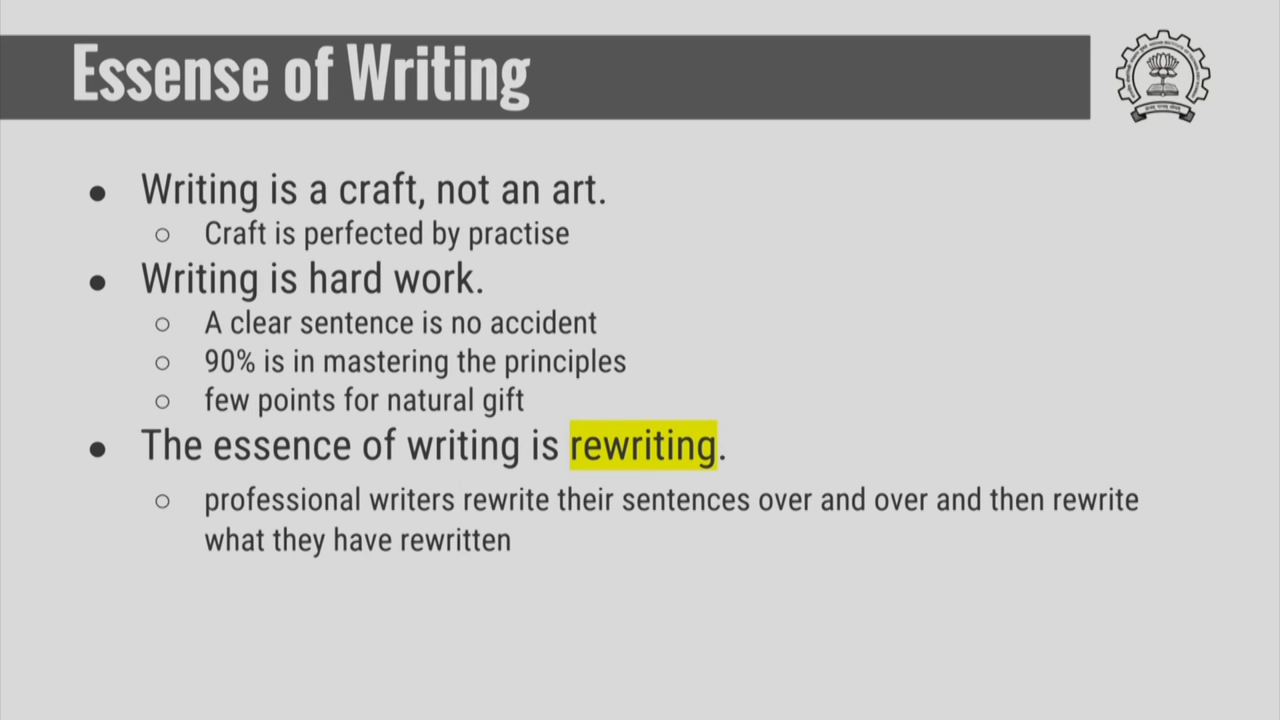 Essense of Writing
● Writing is a craft, not an art.
○ Craft is perfected by practise
● Writing is hard work.
○ A clear sentence is no accident
○ 90% is in mastering the principles
○ few points for natural gift
● The essence of writing is rewriting.
○ professional writers rewrite their sentences over and over and then rewrite
what they have rewritten